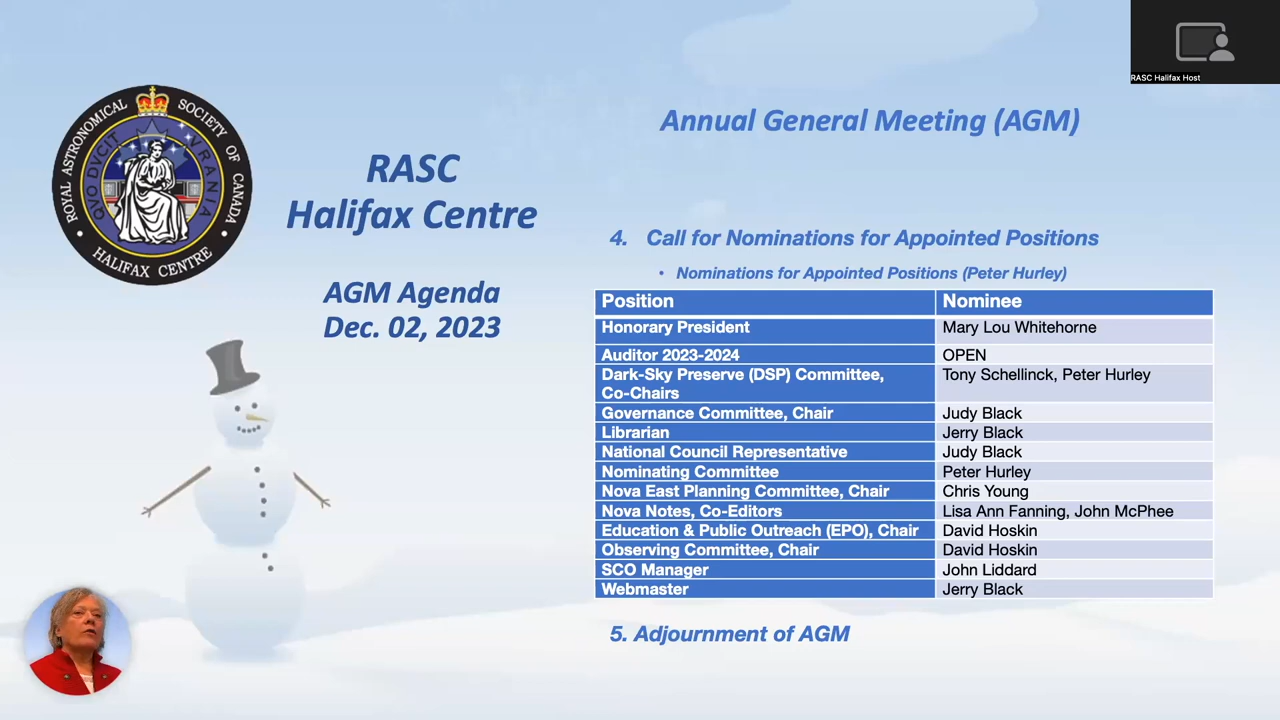 RASC Halifax Host
ROYAL ASTRONOMICAL SOCIETY OF CANADA
QVO DVCIT VRANIA
• HALIFAX CENTRE •
RASC
Halifax Centre
AGM Agenda
Dec. 02, 2023
Annual General Meeting (AGM)
4. Call for Nominations for Appointed Positions
• Nominations for Appointed Positions (Peter Hurley)
Position Nominee
Honorary President Mary Lou Whitehorne
Auditor 2023-2024 OPEN
Dark-Sky Preserve (DSP) Committee, Tony Schellinck, Peter Hurley
Co-Chairs
Governance Committee, Chair Judy Black
Librarian Jerry Black
National Council Representative Judy Black
Nominating Committee Peter Hurley
Nova East Planning Committee, Chair Chris Young
Nova Notes, Co-Editors Lisa Ann Fanning, John McPhee
Education & Public Outreach (EPO), Chair David Hoskin
Observing Committee, Chair David Hoskin
SCO Manager John Liddard
Webmaster Jerry Black
5. Adjournment of AGM